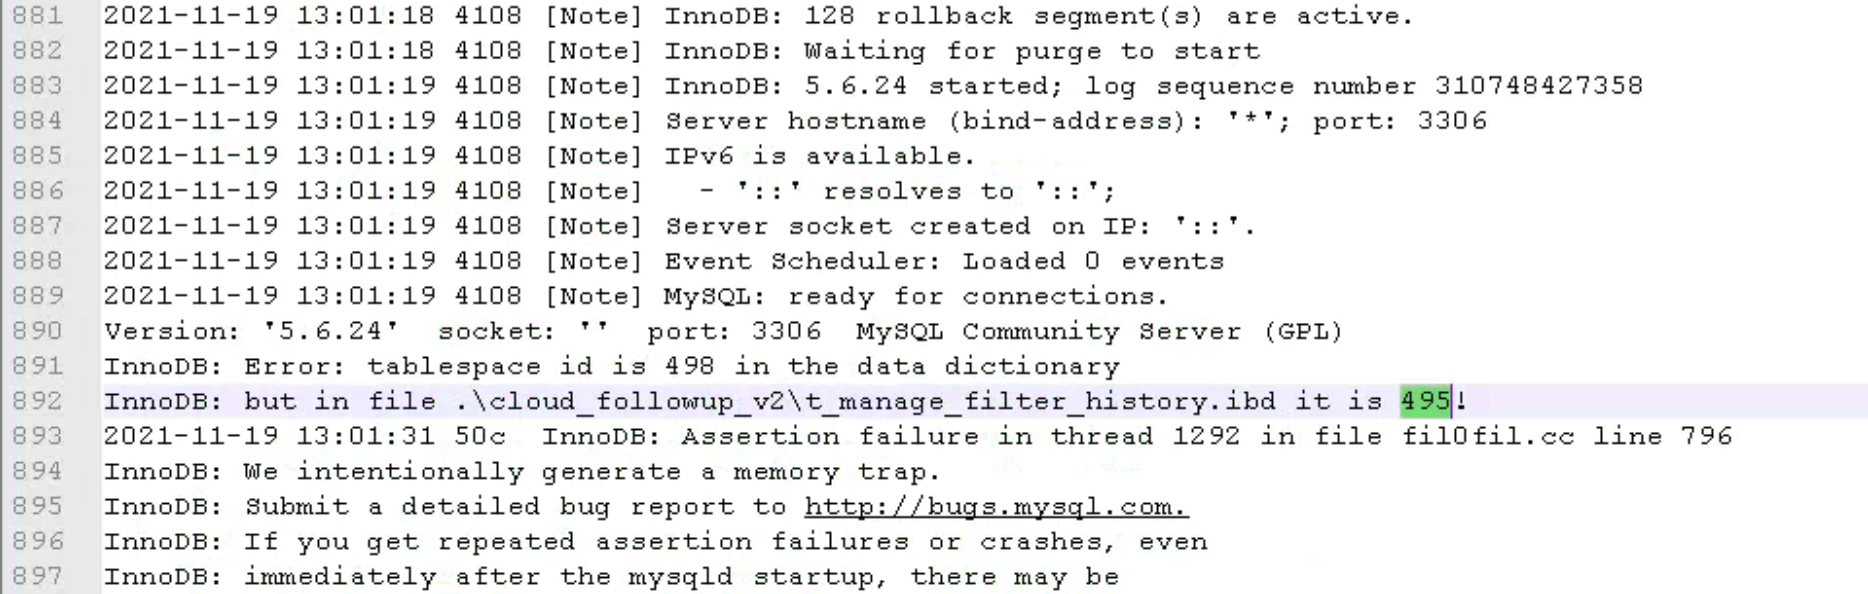 881 2021-11-19 13:01:18 4108 [Note] InnoDB: 128 rollback segment(s) are active.
882 2021-11-19 13:01:18 4108 [Note] InnoDB: Waiting for purge to start
883 2021-11-19 13:01:19 4108 [Note] InnoDB: 5.6.24 started; log sequence number 310748427358
884 2021-11-19 13:01:19 4108 [Note] Server hostname (bind-address): '*'; port: 3306
885 2021-11-19 13:01:19 4108 [Note] IPv6 is available.
886 2021-11-19 13:01:19 4108 [Note]   - '::' resolves to '::';
887 2021-11-19 13:01:19 4108 [Note] Server socket created on IP: '::'.
888 2021-11-19 13:01:19 4108 [Note] Event Scheduler: Loaded 0 events
889 2021-11-19 13:01:19 4108 [Note] MySQL: ready for connections.
890 Version: '5.6.24'  socket: ''  port: 3306  MySQL Community Server (GPL)
891 InnoDB: Error: tablespace id is 498 in the data dictionary
892 InnoDB: but in file .\cloud_followup_v2\t_manage_filter_history.ibd it is 495!
893 2021-11-19 13:01:31 50c  InnoDB: Assertion failure in thread 1292 in file fil0fil.cc line 796
894 InnoDB: We intentionally generate a memory trap.
895 InnoDB: Submit a detailed bug report to http://bugs.mysql.com.
896 InnoDB: If you get repeated assertion failures or crashes, even
897 InnoDB: immediately after the mysqld startup, there may be